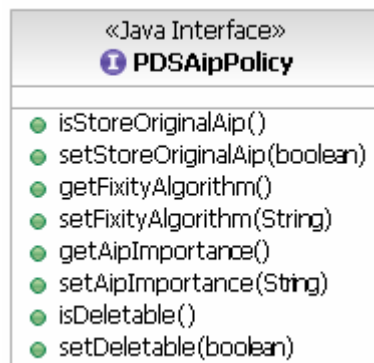 «Java Interface»
I PDSAipPolicy
isStoreOriginalAip()
setStoreOriginalAip(boolean)
getFixityAlgorithm()
setFixityAlgorithm(String)
getAipImportance()
setAipImportance(String)
isDeletable()
setDeletable(boolean)